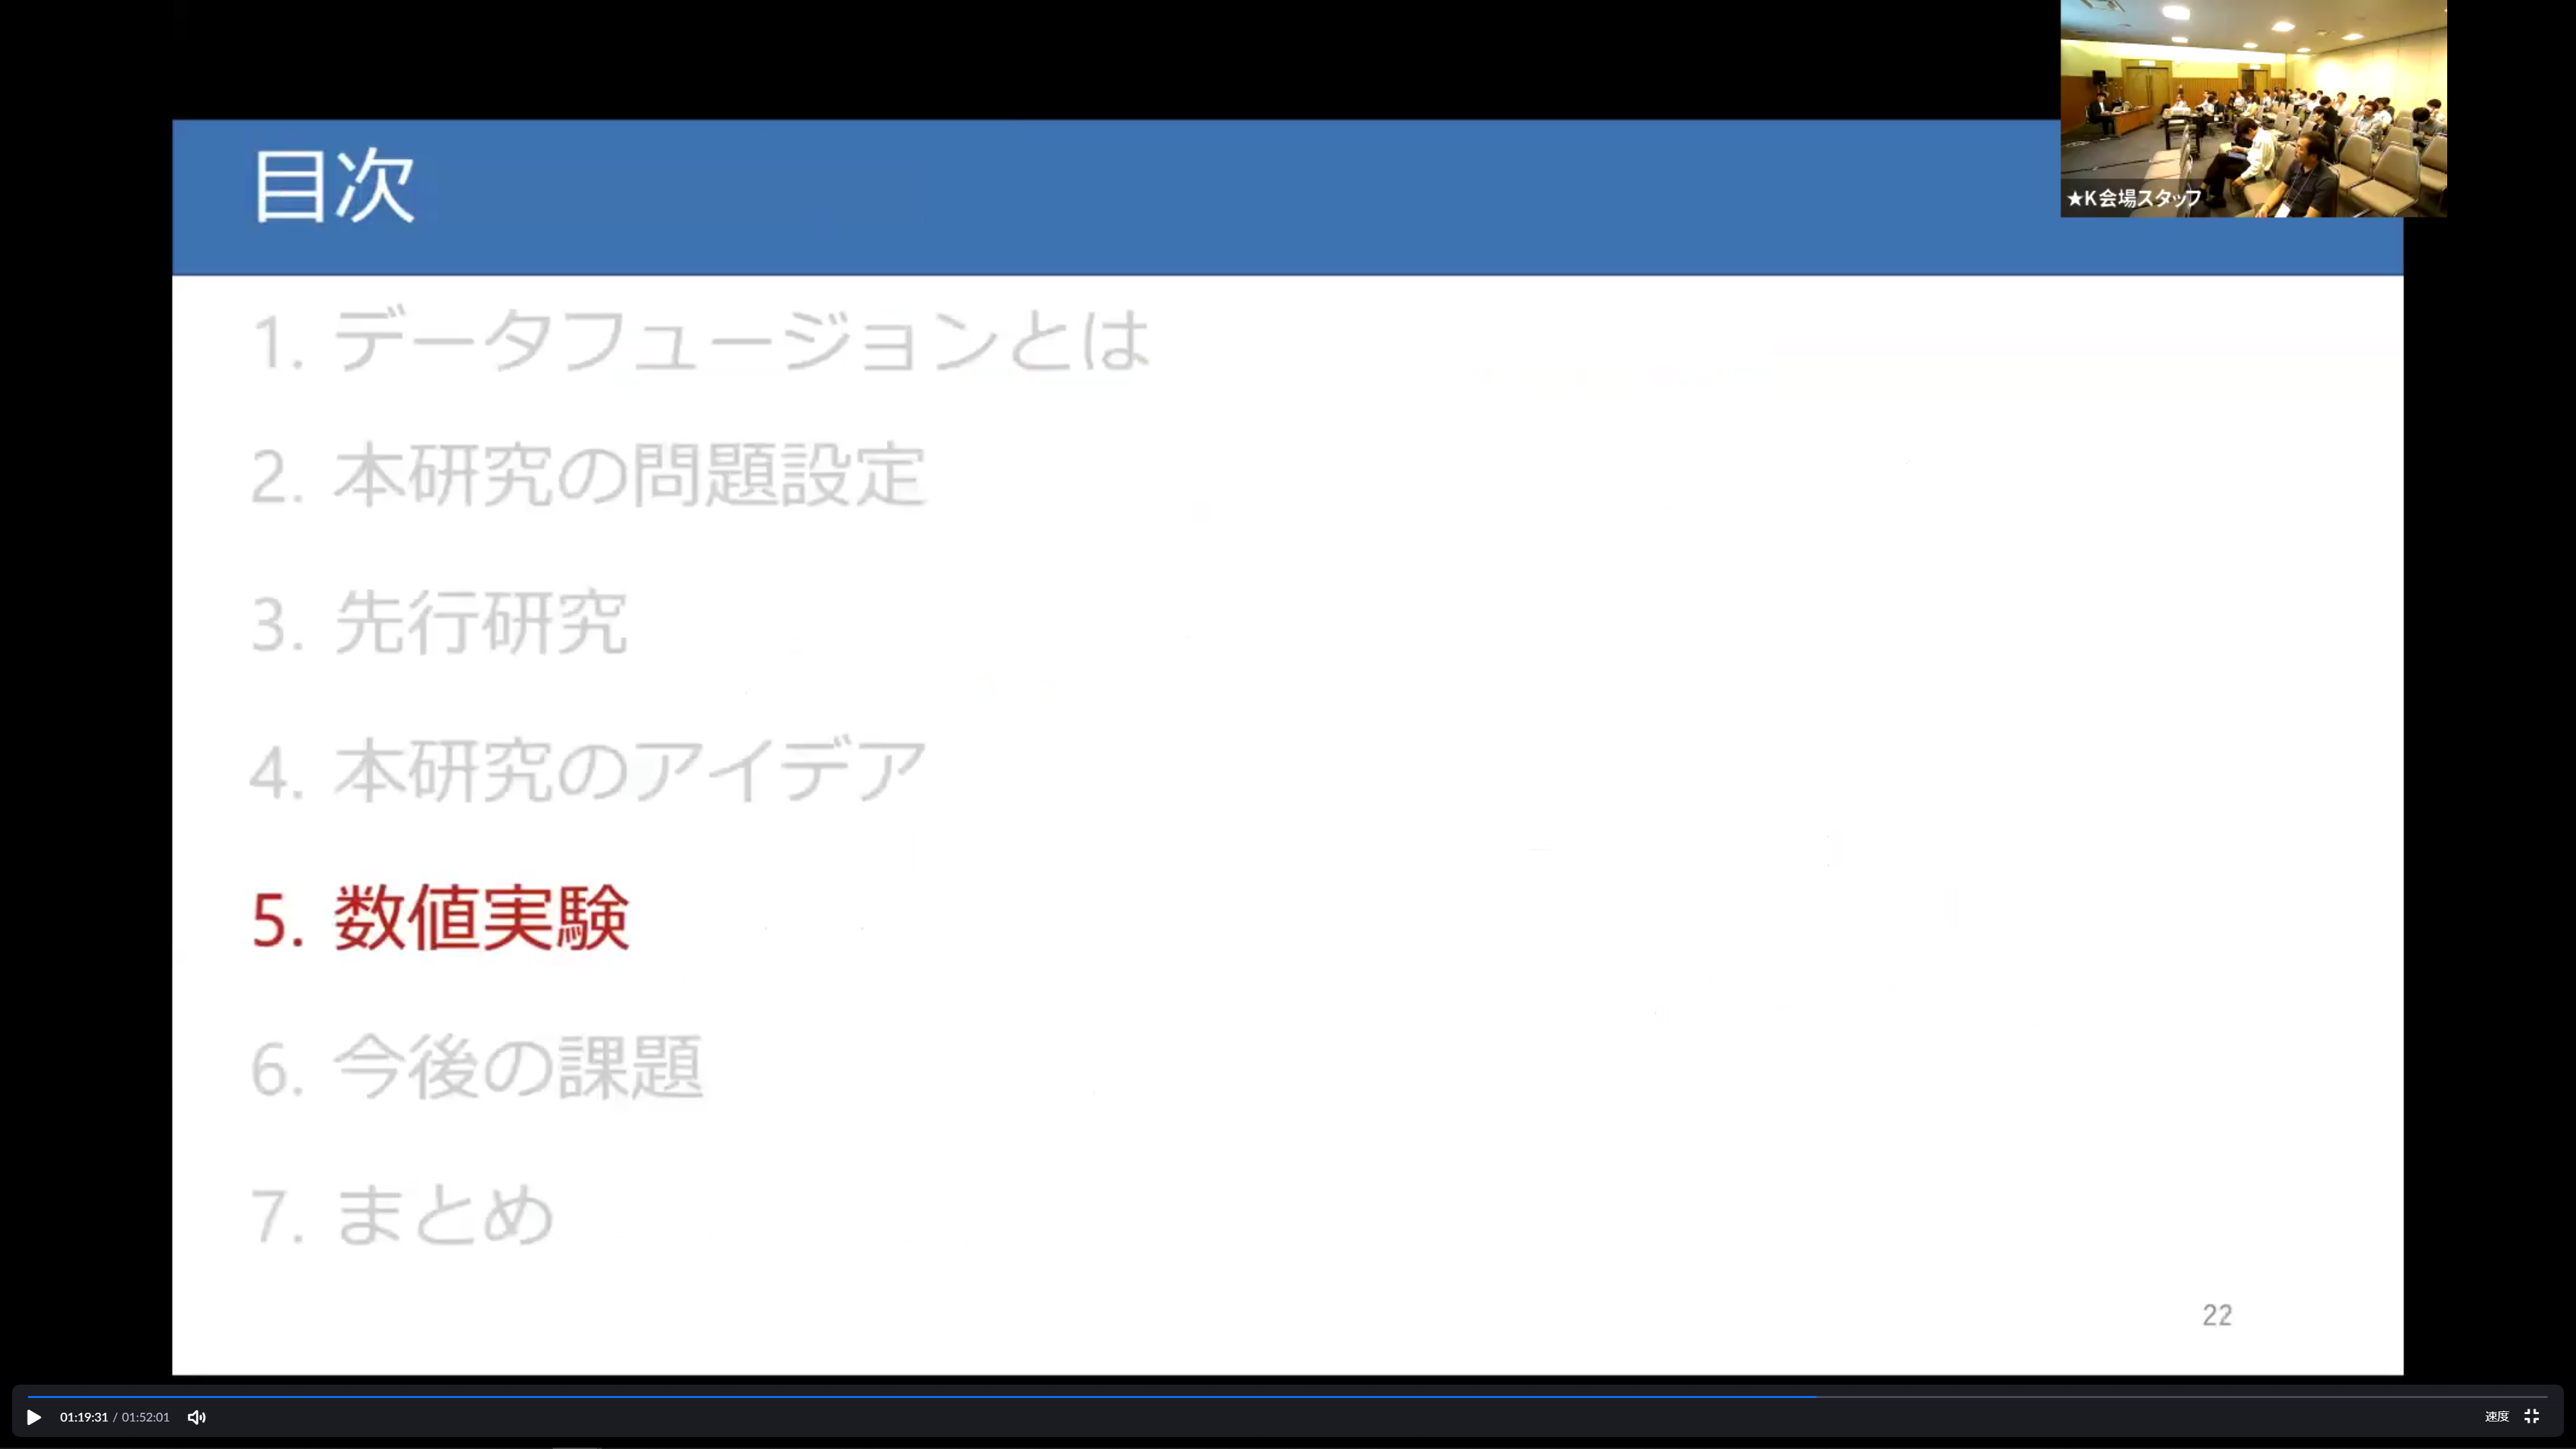 目次
★K会場スタッフ
1. データフュージョンとは
2. 本研究の問題設定
3. 先行研究
4. 本研究のアイデア
5. 数値実験
6. 今後の課題
7. まとめ
22
01:19:31 / 01:52:01
速度